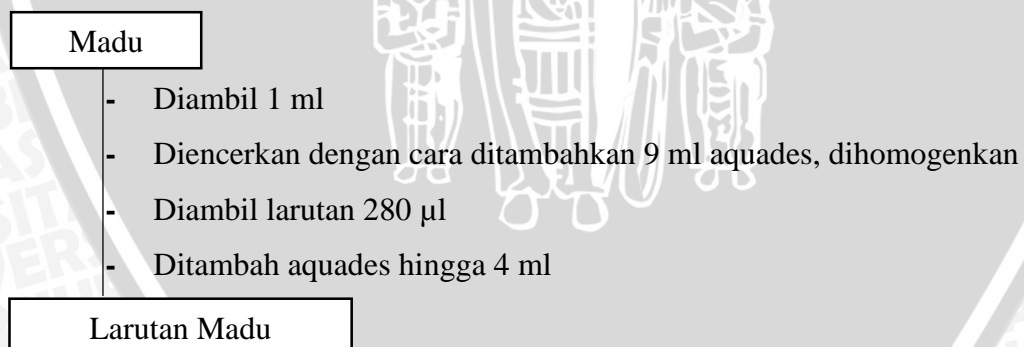 Madu
- Diambil 1 ml
- Diencerkan dengan cara ditambahkan 9 ml aquades, dihomogenkan
- Diambil larutan 280 µl
- Ditambah aquades hingga 4 ml
Larutan Madu